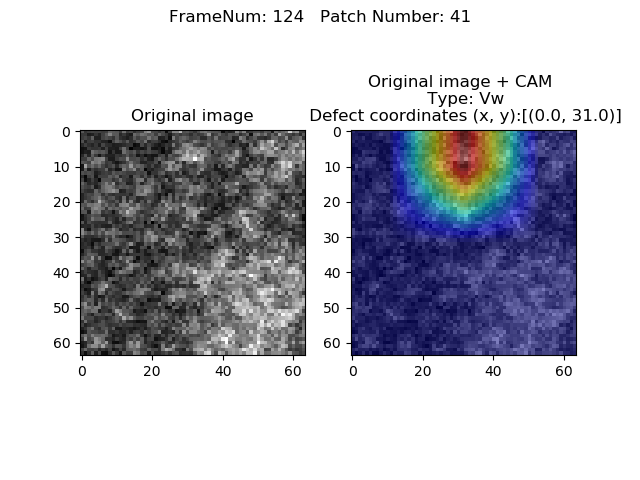 FrameNum: 124   Patch Number: 41
Original image
Original image + CAM
Type: Vw
Defect coordinates (x, y):[(0.0, 31.0)]
0
10
20
30
40
50
60
0 20 40 60
0
10
20
30
40
50
60
0 20 40 60